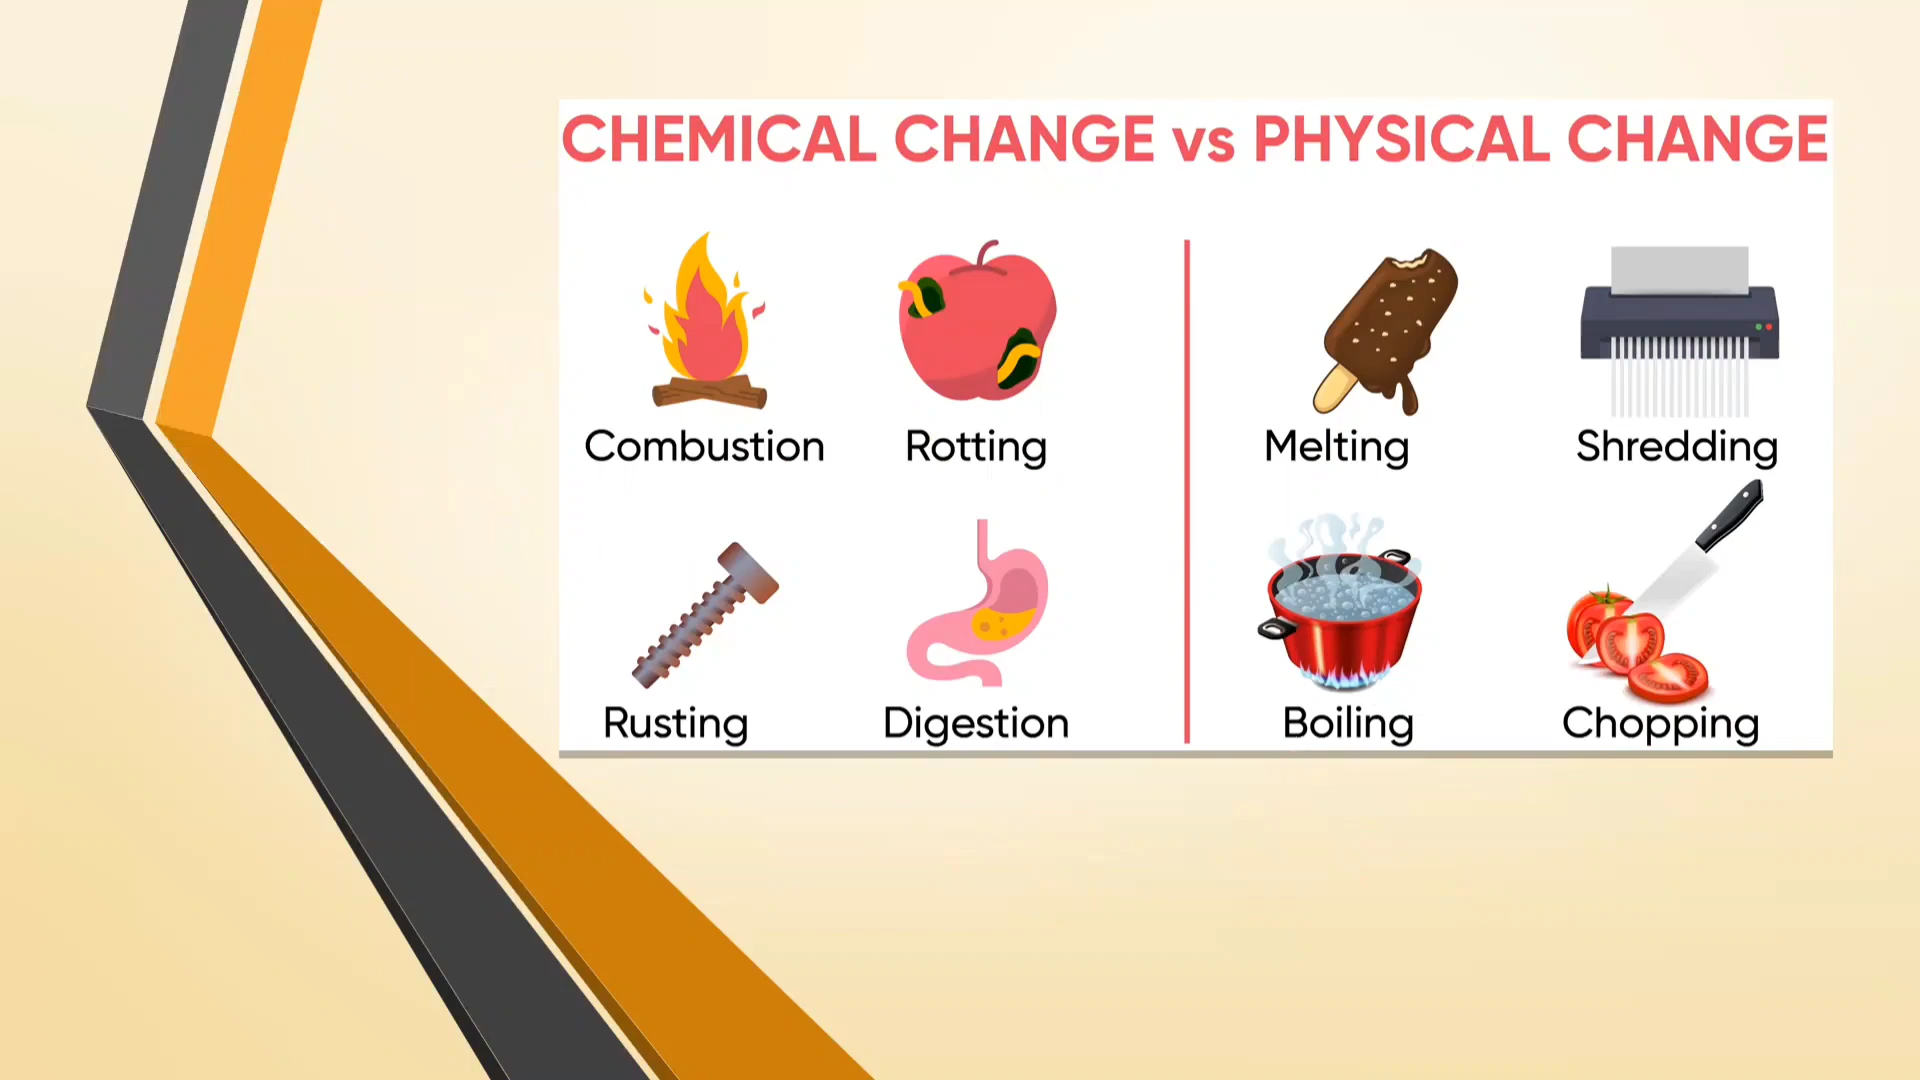 CHEMICAL CHANGE vs PHYSICAL CHANGE
Combustion
Rotting
Melting
Shredding
Rusting
Digestion
Boiling
Chopping